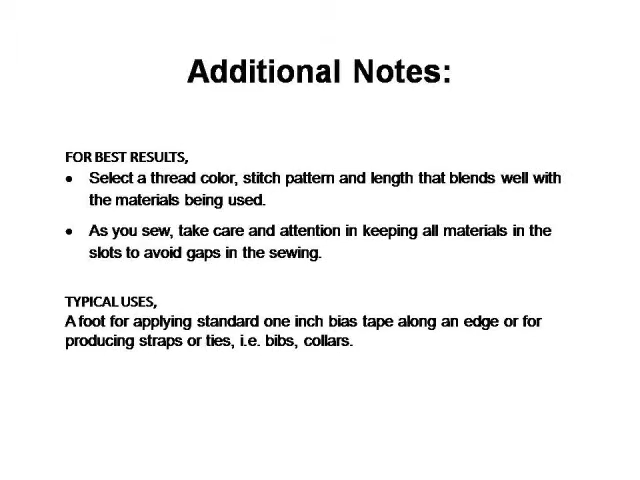 Additional Notes:
FOR BEST RESULTS,
• Select a thread color, stitch pattern and length that blends well with
the materials being used.
• As you sew, take care and attention in keeping all materials in the
slots to avoid gaps in the sewing.
TYPICAL USES,
A foot for applying standard one inch bias tape along an edge or for
producing straps or ties, i.e. bibs, collars.